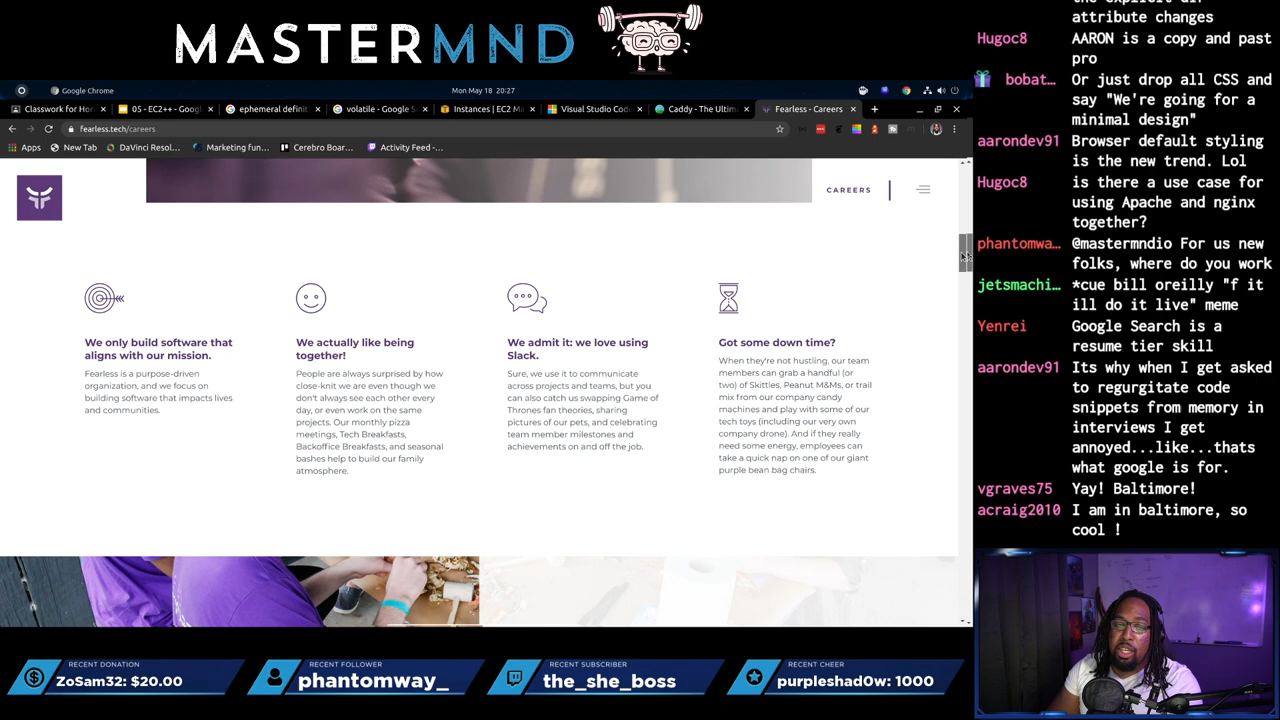 MASTERMND
Google Chrome
Mon May 18 20:27
Classwork for Hor
05 - EC2++ - Googl
ephemeral definit
volatile - Google S
Instances | EC2 Ma
Visual Studio Code
Caddy - The Ultim
Fearless - Careers
fearless.tech/careers
Apps
New Tab
DaVinci Resol...
Marketing fun...
Cerebro Boar...
Activity Feed -...
CAREERS
We only build software that
aligns with our mission.
Fearless is a purpose-driven
organization, and we focus on
building software that impacts lives
and communities.
We actually like being
together!
People are always surprised by how
close-knit we are even though we
don't always see each other every
day, or even work on the same
projects. Our monthly pizza
meetings, Tech Breakfasts,
Backoffice Breakfasts, and seasonal
bashes help to build our family
atmosphere.
We admit it: we love using
Slack.
Sure, we use it to communicate
across projects and teams, but you
can also catch us swapping Game of
Thrones fan theories, sharing
pictures of our pets, and celebrating
team member milestones and
achievements on and off the job.
Got some down time?
When they're not hustling, our team
members can grab a handful (or
two) of Skittles, Peanut M&Ms, or trail
mix from our company candy
machines and play with some of our
tech toys (including our very own
company drone). And if they really
need some energy, employees can
take a quick nap on one of our giant
purple bean bag chairs.
attribute changes
Hugoc8 AARON is a copy and past
pro
bobat... Or just drop all CSS and
say "We're going for a
minimal design"
aarondev91 Browser default styling
is the new trend. Lol
Hugoc8 is there a use case for
using Apache and nginx
together?
phantomwa... @mastermndio For us new
folks, where do you work
jetsmachi... *cue bill oreilly "f it
ill do it live" meme
Yenrei Google Search is a
resume tier skill
aarondev91 Its why when I get asked
to regurgitate code
snippets from memory in
interviews I get
annoyed...like...thats
what google is for.
vgraves75 Yay! Baltimore!
acraig2010 I am in baltimore, so
cool !
RECENT DONATION
ZoSam32: $20.00
RECENT FOLLOWER
phantomway_
RECENT SUBSCRIBER
the_she_boss
RECENT CHEER
purpleshad0w: 1000